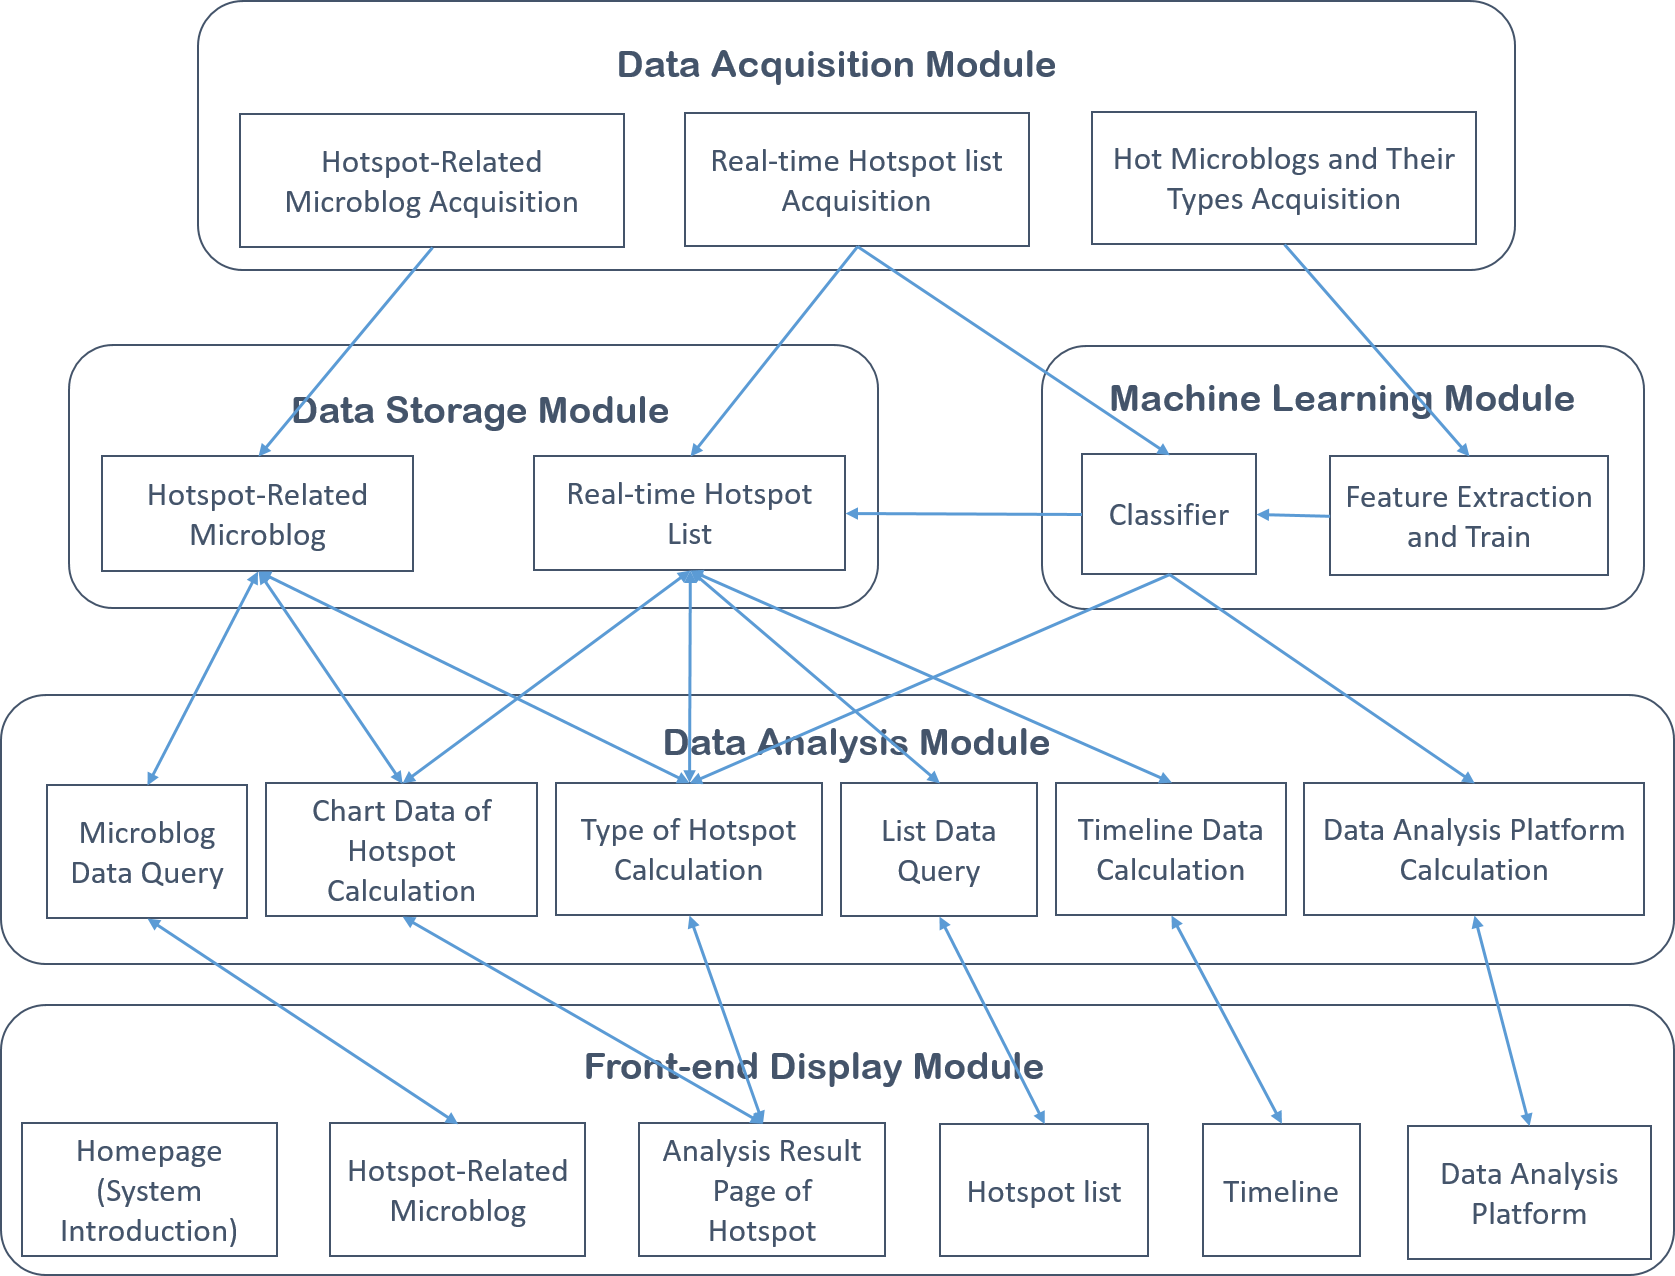 Data Acquisition Module
Hotspot-Related
Microblog Acquisition
Real-time Hotspot list
Acquisition
Hot Microblogs and Their
Types Acquisition
Data Storage Module
Hotspot-Related
Microblog
Real-time Hotspot
List
Machine Learning Module
Classifier
Feature Extraction
and Train
Data Analysis Module
Microblog
Data Query
Chart Data of
Hotspot
Calculation
Type of Hotspot
Calculation
List Data
Query
Timeline Data
Calculation
Data Analysis Platform
Calculation
Front-end Display Module
Homepage
(System
Introduction)
Hotspot-Related
Microblog
Analysis Result
Page of
Hotspot
Hotspot list
Timeline
Data Analysis
Platform